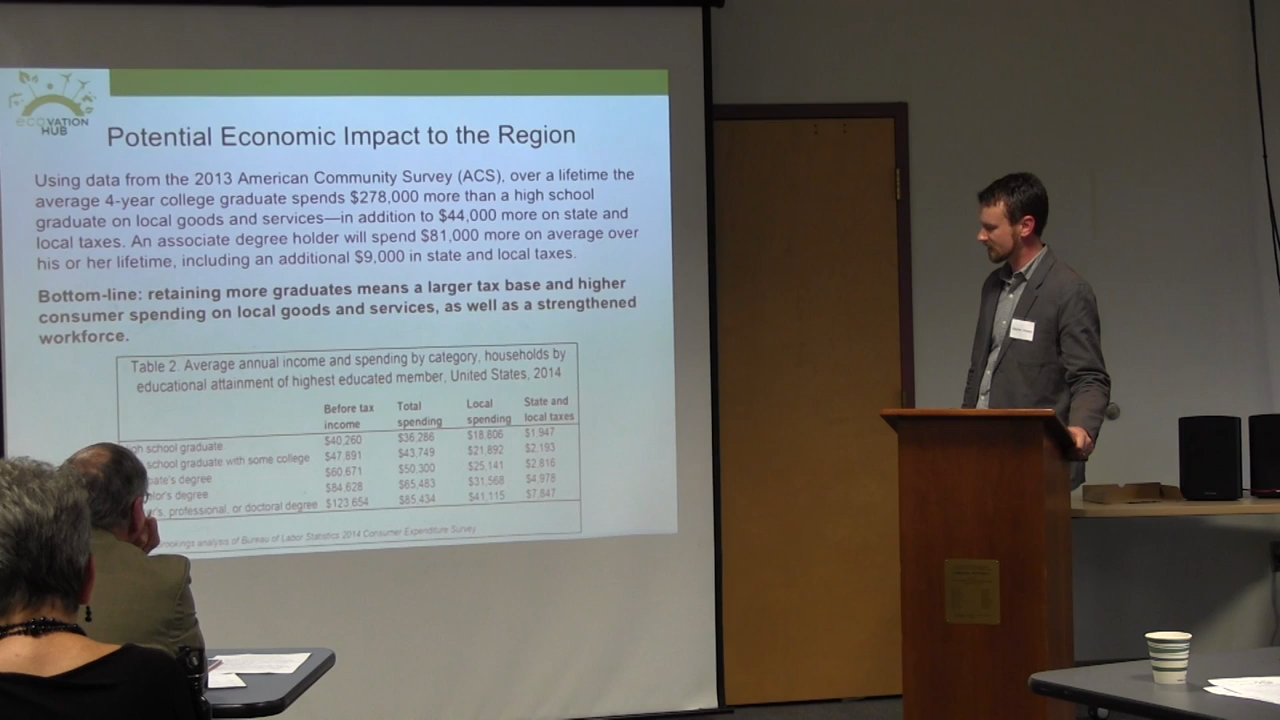 ecOVATION
HUB
Potential Economic Impact to the Region
Using data from the 2013 American Community Survey (ACS), over a lifetime the
average 4-year college graduate spends $278,000 more than a high school
graduate on local goods and services—in addition to $44,000 more on state and
local taxes. An associate degree holder will spend $81,000 more on average over
his or her lifetime, including an additional $9,000 in state and local taxes.
Bottom-line: retaining more graduates means a larger tax base and higher
consumer spending on local goods and services, as well as a strengthened
workforce.
Table 2. Average annual income and spending by category, households by
educational attainment of highest educated member, United States, 2014
Before tax income Total spending Local spending State and local taxes
school graduate $40,260 $36,286 $18,806 $1,947
school graduate with some college $47,891 $43,749 $21,892 $2,193
degree $60,671 $50,300 $25,141 $2,816
degree $84,628 $65,483 $31,568 $4,978
professional, or doctoral degree $123,654 $85,434 $41,115 $7,847
analysis of Bureau of Labor Statistics 2014 Consumer Expenditure Survey